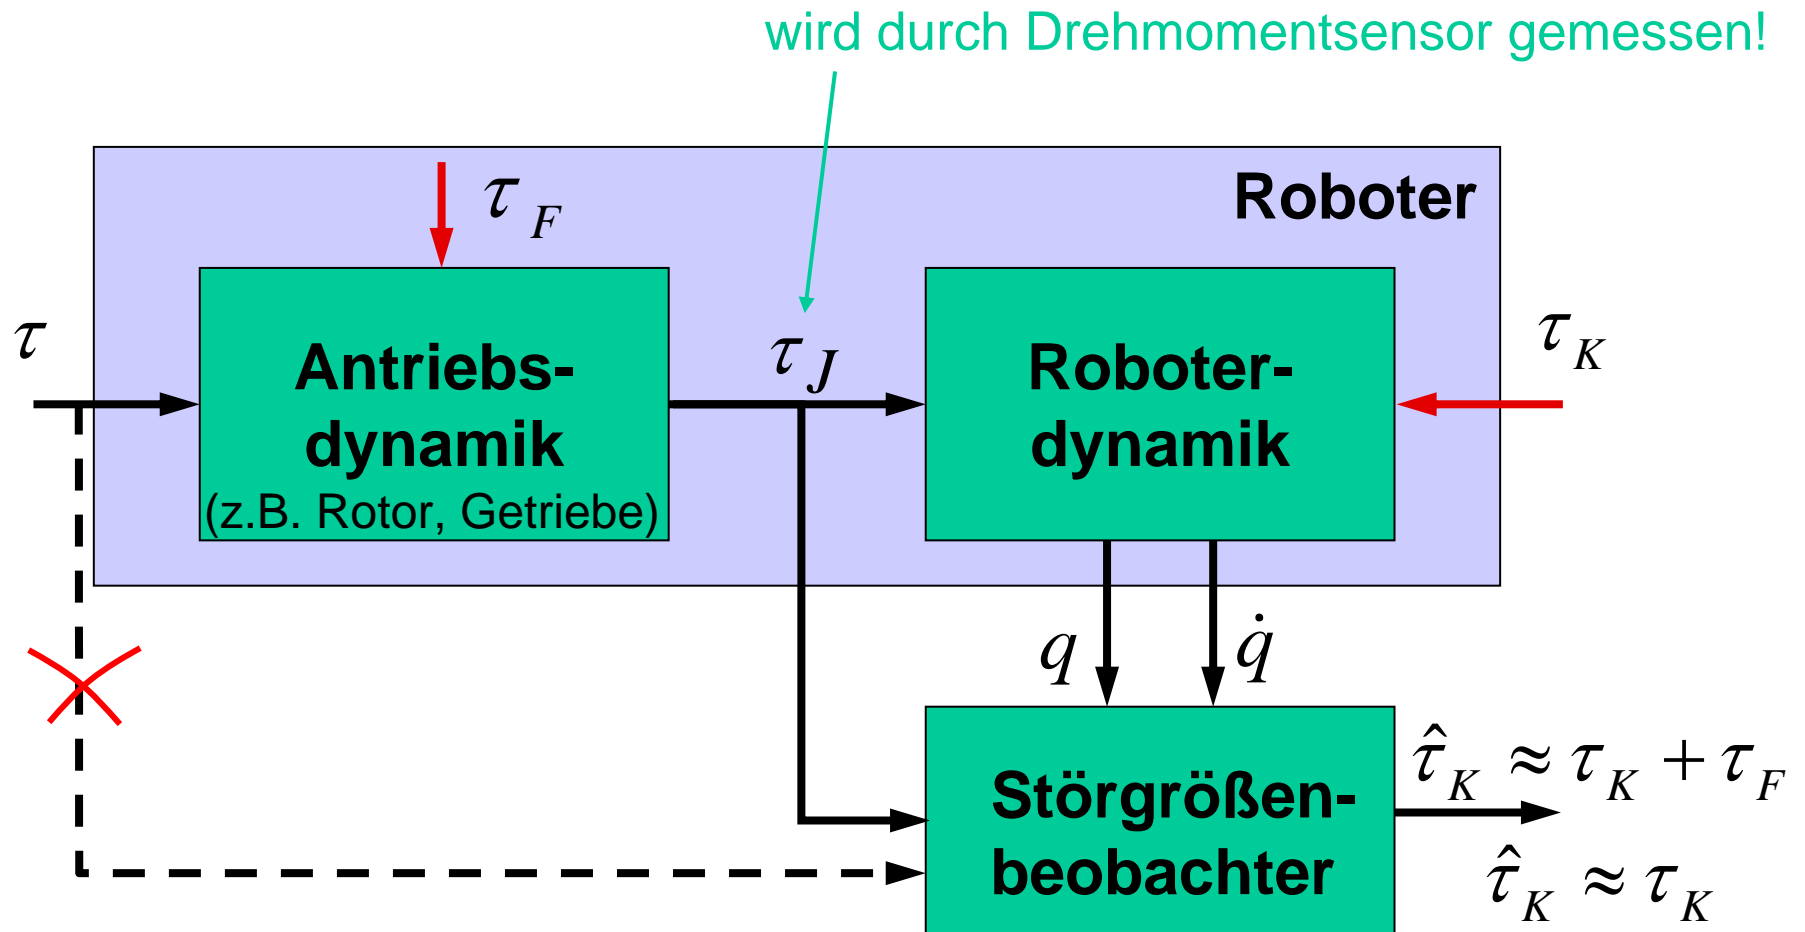 wird durch Drehmomentsensor gemessen!
τ_F
Roboter
τ
Antriebs-
dynamik
(z.B. Rotor, Getriebe)
τ_J
Roboter-
dynamik
τ_K
q
q̇
Störgrößen-
beobachter
τ̂_K ≈ τ_K + τ_F
τ̂_K ≈ τ_K